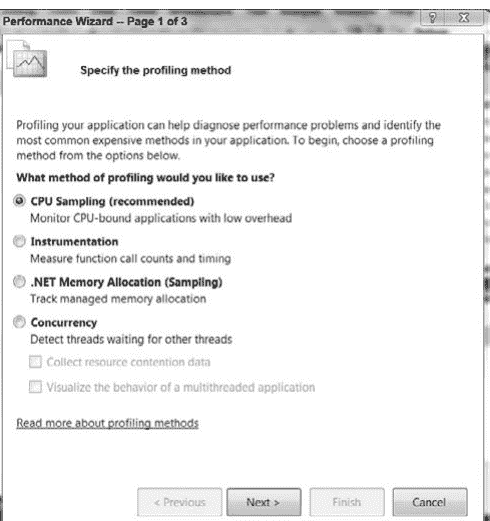 Performance Wizard -- Page 1 of 3
Specify the profiling method
Profiling your application can help diagnose performance problems and identify the
most common expensive methods in your application. To begin, choose a profiling
method from the options below.
What method of profiling would you like to use?
CPU Sampling (recommended)
Monitor CPU-bound applications with low overhead
Instrumentation
Measure function call counts and timing
.NET Memory Allocation (Sampling)
Track managed memory allocation
Concurrency
Detect threads waiting for other threads
Collect resource contention data
Visualize the behavior of a multithreaded application
Read more about profiling methods
< Previous
Next >
Finish
Cancel